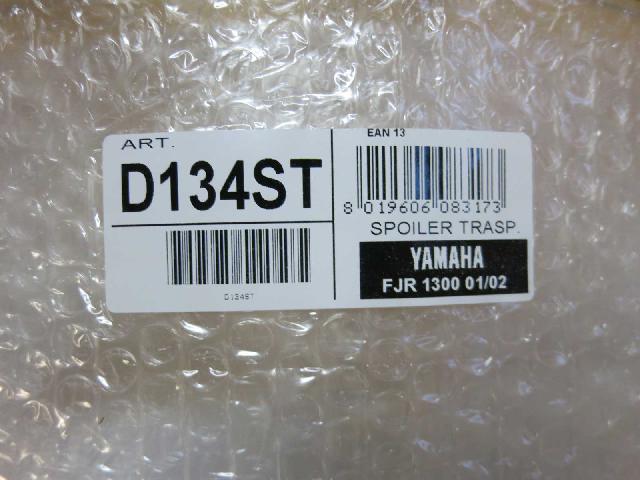 ART.
D134ST
D134ST
EAN 13
8 019606 083173
SPOILER TRASP.
YAMAHA
FJR 1300 01/02